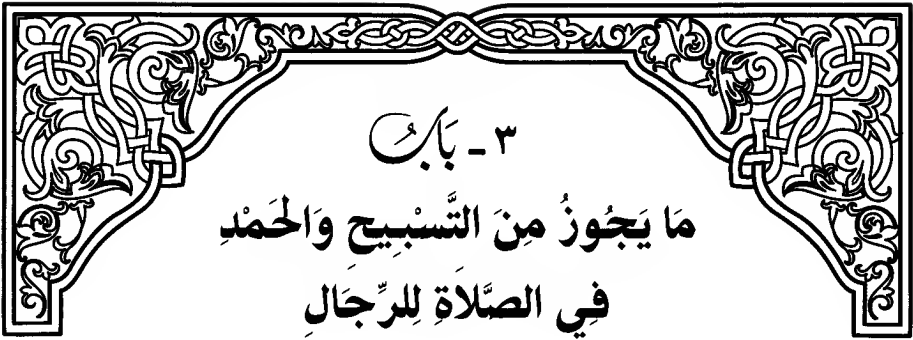 ٣ - بَابُ
مَا يَجُوزُ مِنَ التَّسْبِيحِ وَالحَمْدِ
فِي الصَّلَاةِ لِلرِّجَالِ